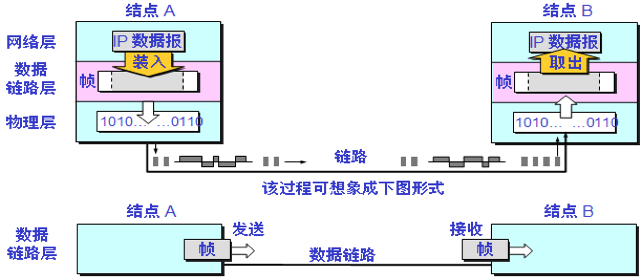 结点 A
结点 B
网络层
IP 数据报
IP 数据报
装入
取出
数据
链路层
帧
帧
物理层
1010… …0110
1010… …0110
链路
该过程可想象成下图形式
结点 A
结点 B
数据
链路层
发送
接收
帧
数据链路
帧